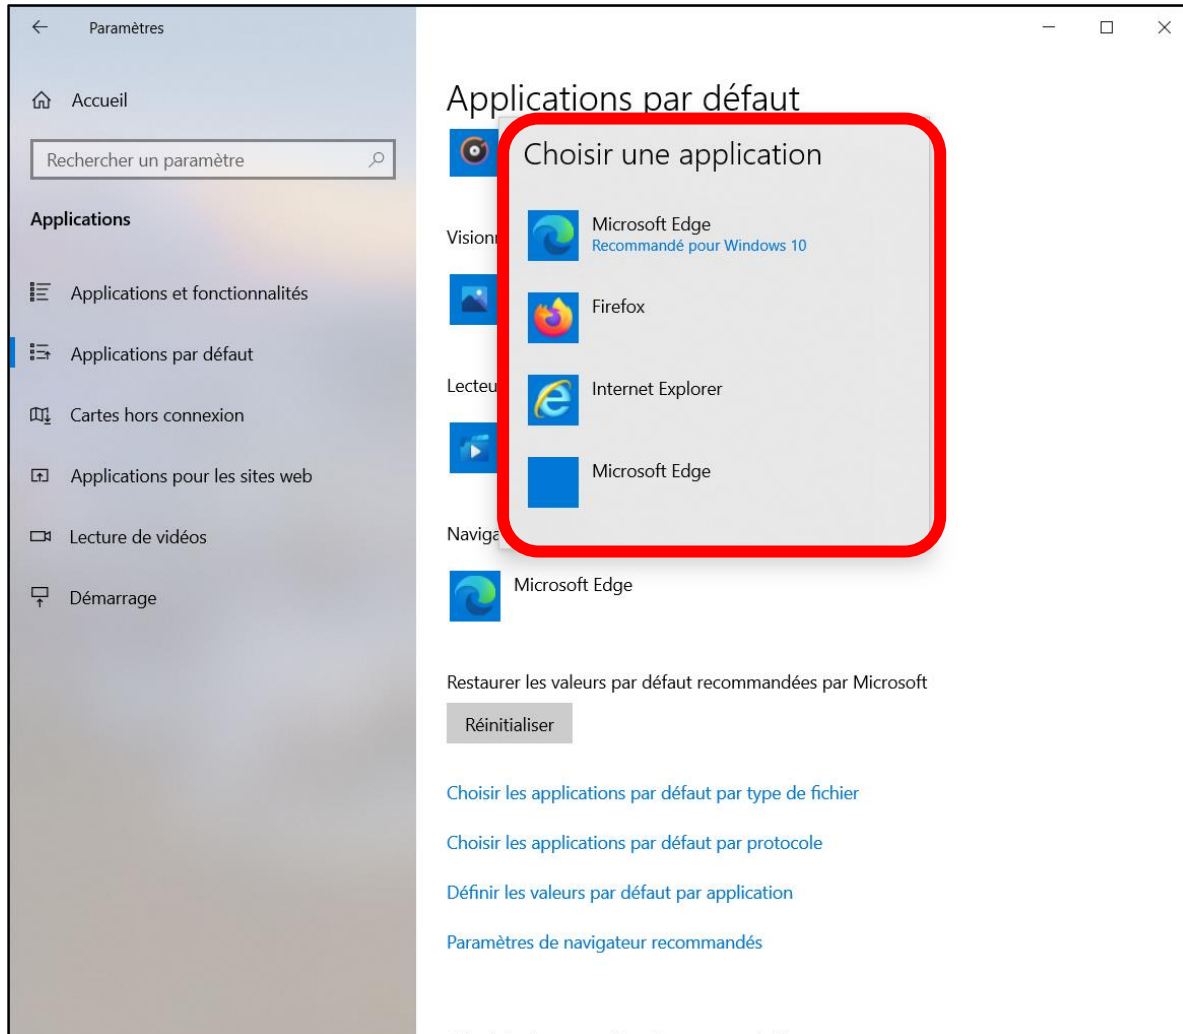 Paramètres
Accueil
Rechercher un paramètre
Applications
Applications et fonctionnalités
Applications par défaut
Cartes hors connexion
Applications pour les sites web
Lecture de vidéos
Démarrage
Applications par défaut
Choisir une application
Microsoft Edge
Recommandé pour Windows 10
Firefox
Internet Explorer
Microsoft Edge
Microsoft Edge
Restaurer les valeurs par défaut recommandées par Microsoft
Réinitialiser
Choisir les applications par défaut par type de fichier
Choisir les applications par défaut par protocole
Définir les valeurs par défaut par application
Paramètres de navigateur recommandés